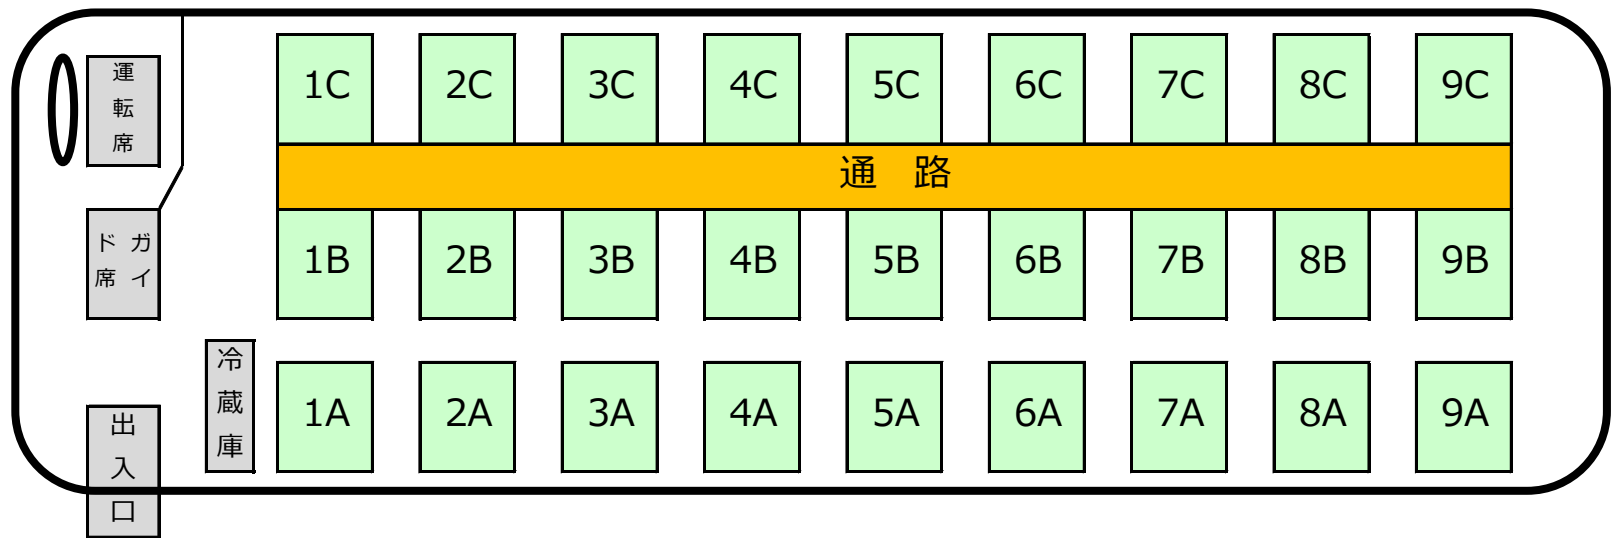 運転席
1C 2C 3C 4C 5C 6C 7C 8C 9C
通 路
ガイド席
1B 2B 3B 4B 5B 6B 7B 8B 9B
冷蔵庫
1A 2A 3A 4A 5A 6A 7A 8A 9A
出入口